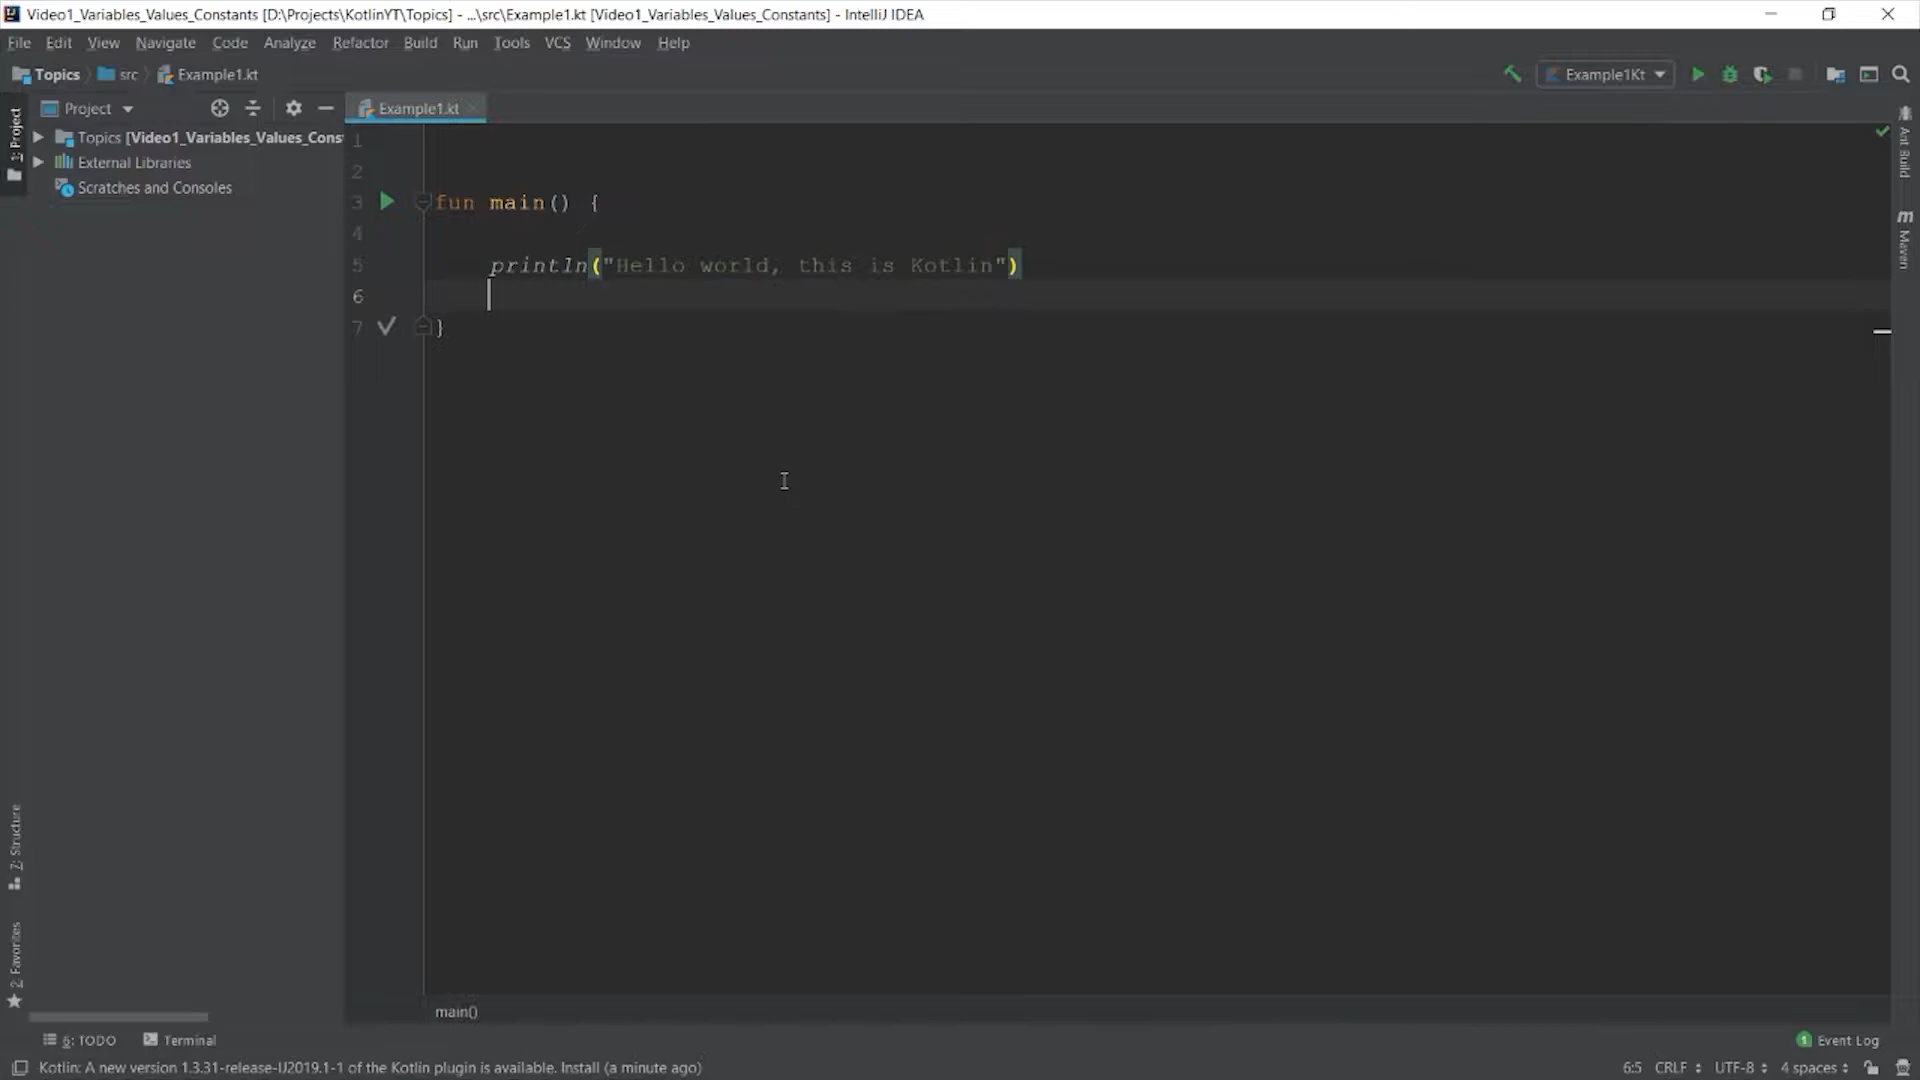 Video1_Variables_Values_Constants [D:\Projects\KotlinYT\Topics] - ...\src\Example1.kt [Video1_Variables_Values_Constants] - IntelliJ IDEA
File Edit View Navigate Code Analyze Refactor Build Run Tools VCS Window Help
Topics src Example1.kt Example1Kt
1: Project
Project
Example1.kt
Topics [Video1_Variables_Values_Cons
External Libraries
Scratches and Consoles
1
2
3 fun main() {
4
5 println("Hello world, this is Kotlin")
6
7 }
Ant Build
m Maven
7: Structure
2: Favorites
main()
6: TODO Terminal 1 Event Log
Kotlin: A new version 1.3.31-release-IJ2019.1-1 of the Kotlin plugin is available. Install (a minute ago) 6:5 CRLF UTF-8 4 spaces